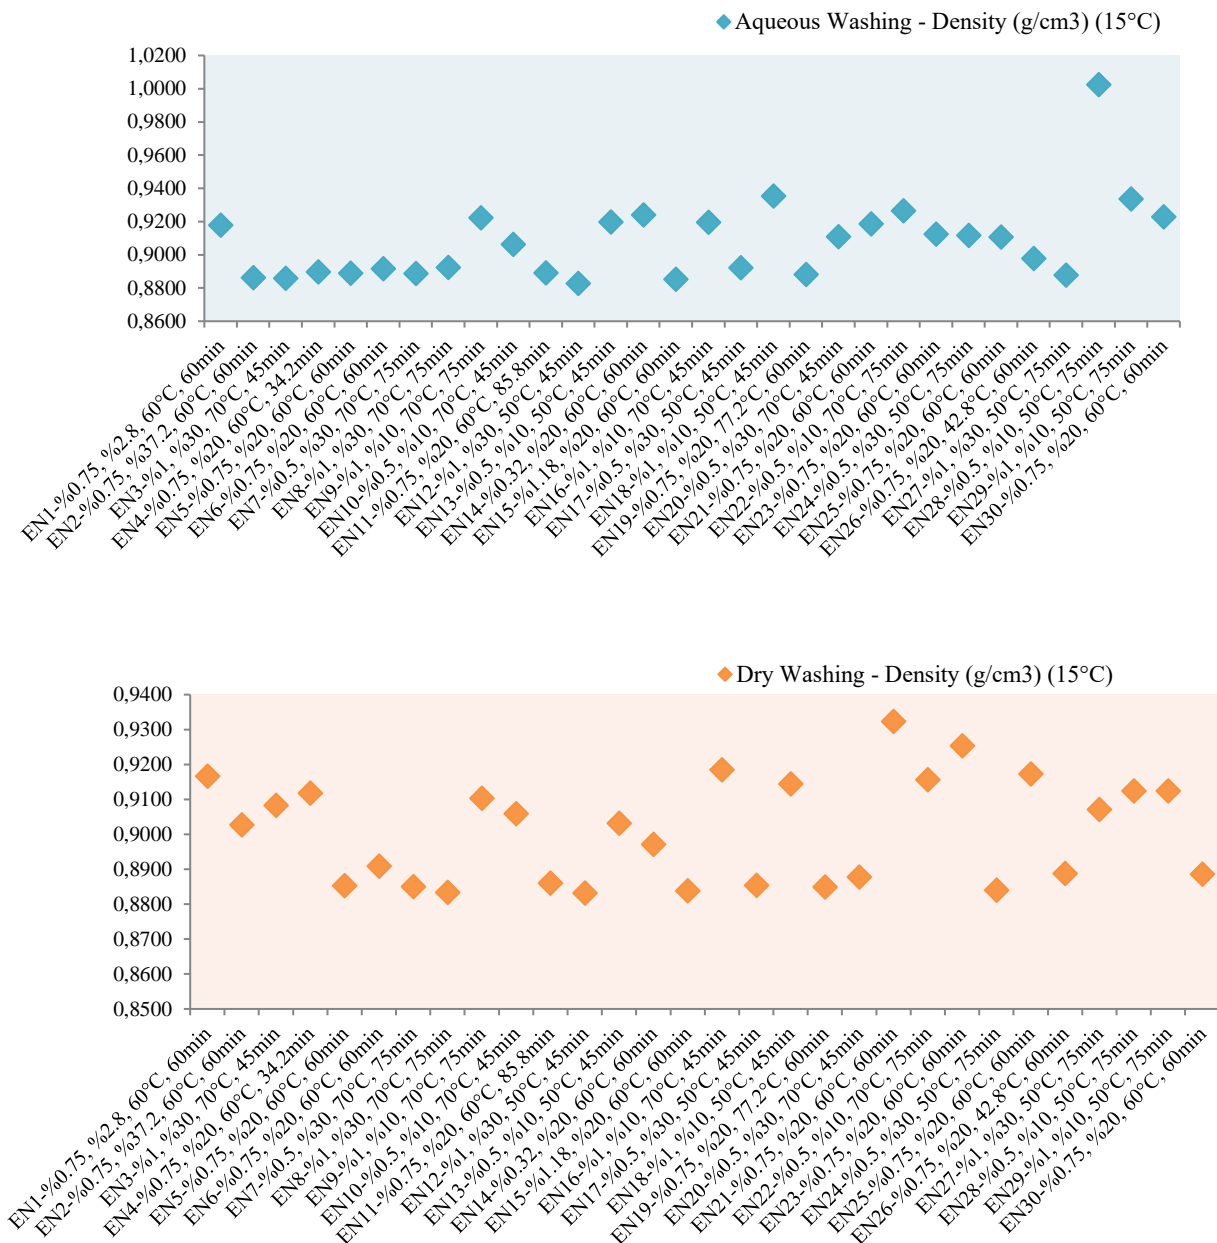 Aqueous Washing - Density (g/cm3) (15°C)
1,0200
1,0000
0,9800
0,9600
0,9400
0,9200
0,9000
0,8800
0,8600
EN1-%0.75, %2.8, 60°C, 60min
EN2-%0.75, %37.2, 60°C, 60min
EN3-%1, %30, 70°C, 45min
EN4-%0.75, %20, 60°C, 34.2min
EN5-%0.75, %20, 60°C, 60min
EN6-%0.75, %20, 60°C, 60min
EN7-%0.5, %30, 70°C, 75min
EN8-%1, %30, 70°C, 75min
EN9-%1, %10, 70°C, 75min
EN10-%0.5, %10, 70°C, 45min
EN11-%0.75, %20, 60°C, 85.8min
EN12-%1, %30, 50°C, 45min
EN13-%0.5, %10, 50°C, 45min
EN14-%0.32, %20, 60°C, 60min
EN15-%1.18, %20, 60°C, 60min
EN16-%1, %10, 70°C, 45min
EN17-%0.5, %30, 50°C, 45min
EN18-%1, %10, 50°C, 45min
EN19-%0.75, %20, 77.2°C, 60min
EN20-%0.5, %30, 70°C, 45min
EN21-%0.75, %20, 60°C, 60min
EN22-%0.5, %10, 70°C, 75min
EN23-%0.75, %20, 60°C, 60min
EN24-%0.5, %30, 50°C, 75min
EN25-%0.75, %20, 60°C, 60min
EN26-%0.75, %20, 42.8°C, 60min
EN27-%1, %30, 50°C, 75min
EN28-%0.5, %10, 50°C, 75min
EN29-%1, %10, 50°C, 75min
EN30-%0.75, %20, 60°C, 60min
Dry Washing - Density (g/cm3) (15°C)
0,9400
0,9300
0,9200
0,9100
0,9000
0,8900
0,8800
0,8700
0,8600
0,8500
EN1-%0.75, %2.8, 60°C, 60min
EN2-%0.75, %37.2, 60°C, 60min
EN3-%1, %30, 70°C, 45min
EN4-%0.75, %20, 60°C, 34.2min
EN5-%0.75, %20, 60°C, 60min
EN6-%0.75, %20, 60°C, 60min
EN7-%0.5, %30, 70°C, 75min
EN8-%1, %30, 70°C, 75min
EN9-%1, %10, 70°C, 75min
EN10-%0.5, %10, 70°C, 45min
EN11-%0.75, %20, 60°C, 85.8min
EN12-%1, %30, 50°C, 45min
EN13-%0.5, %10, 50°C, 45min
EN14-%0.32, %20, 60°C, 60min
EN15-%1.18, %20, 60°C, 60min
EN16-%1, %10, 70°C, 45min
EN17-%0.5, %30, 50°C, 45min
EN18-%1, %10, 50°C, 45min
EN19-%0.75, %20, 77.2°C, 60min
EN20-%0.5, %30, 70°C, 45min
EN21-%0.75, %20, 60°C, 60min
EN22-%0.5, %10, 70°C, 75min
EN23-%0.75, %20, 60°C, 60min
EN24-%0.5, %30, 50°C, 75min
EN25-%0.75, %20, 60°C, 60min
EN26-%0.75, %20, 42.8°C, 60min
EN27-%1, %30, 50°C, 75min
EN28-%0.5, %10, 50°C, 75min
EN29-%1, %10, 50°C, 75min
EN30-%0.75, %20, 60°C, 60min